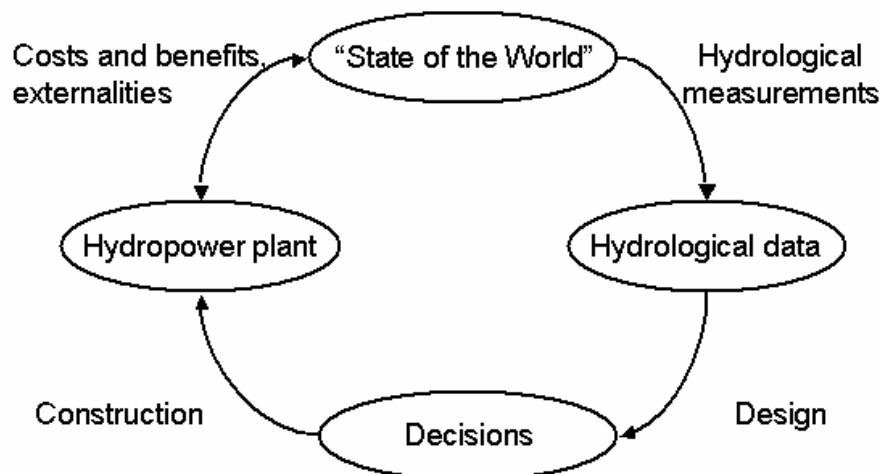 “State of the World”
Costs and benefits,
externalities
Hydrological
measurements
Hydropower plant
Hydrological data
Construction
Decisions
Design